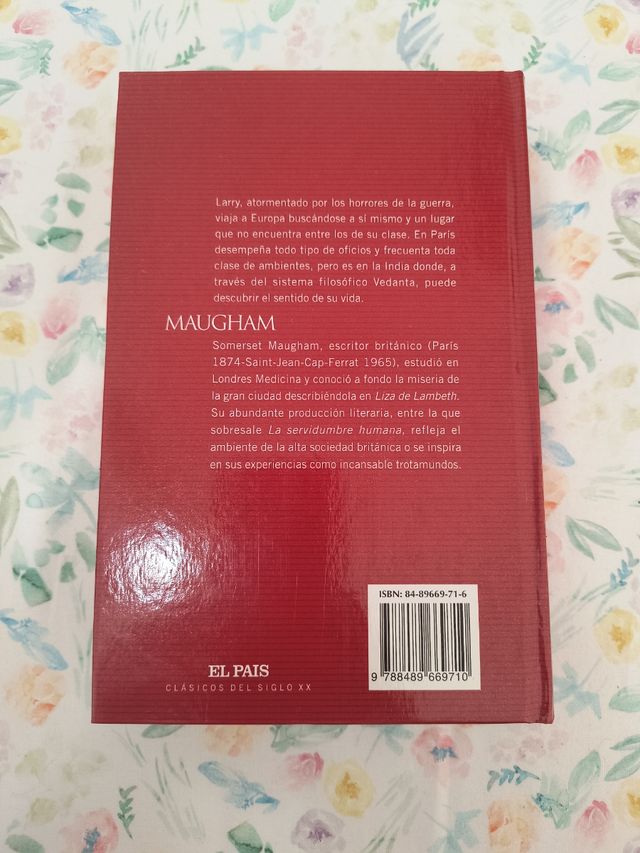 Larry, atormentado por los horrores de la guerra,
viaja a Europa buscándose a sí mismo y un lugar
que no encuentra entre los de su clase. En París
desempeña todo tipo de oficios y frecuenta toda
clase de ambientes, pero es en la India donde, a
través del sistema filosófico Vedanta, puede
descubrir el sentido de su vida.
MAUGHAM
Somerset Maugham, escritor británico (París
1874-Saint-Jean-Cap-Ferrat 1965), estudió en
Londres Medicina y conoció a fondo la miseria de
la gran ciudad describiéndola en Liza de Lambeth.
Su abundante producción literaria, entre la que
sobresale La servidumbre humana, refleja el
ambiente de la alta sociedad británica o se inspira
en sus experiencias como incansable trotamundos.
ISBN: 84-89669-71-6
9 788489 669710
EL PAIS
CLÁSICOS DEL SIGLO XX